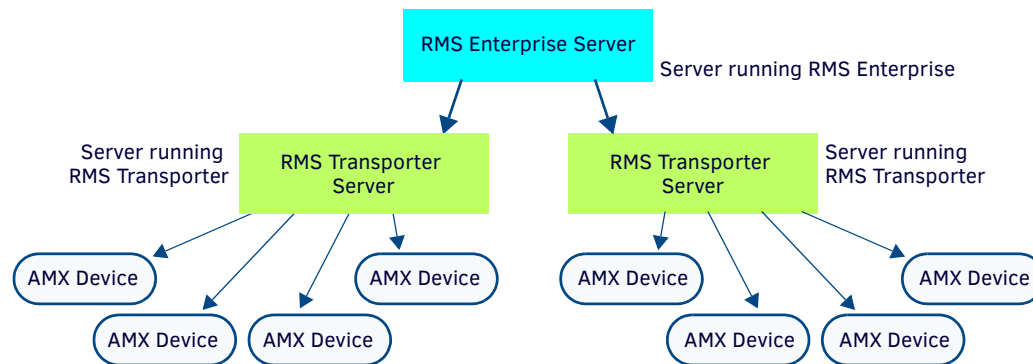 RMS Enterprise Server
Server running RMS Enterprise
Server running
RMS Transporter
RMS Transporter
Server
RMS Transporter
Server
Server running
RMS Transporter
AMX Device
AMX Device
AMX Device
AMX Device
AMX Device
AMX Device
AMX Device
AMX Device